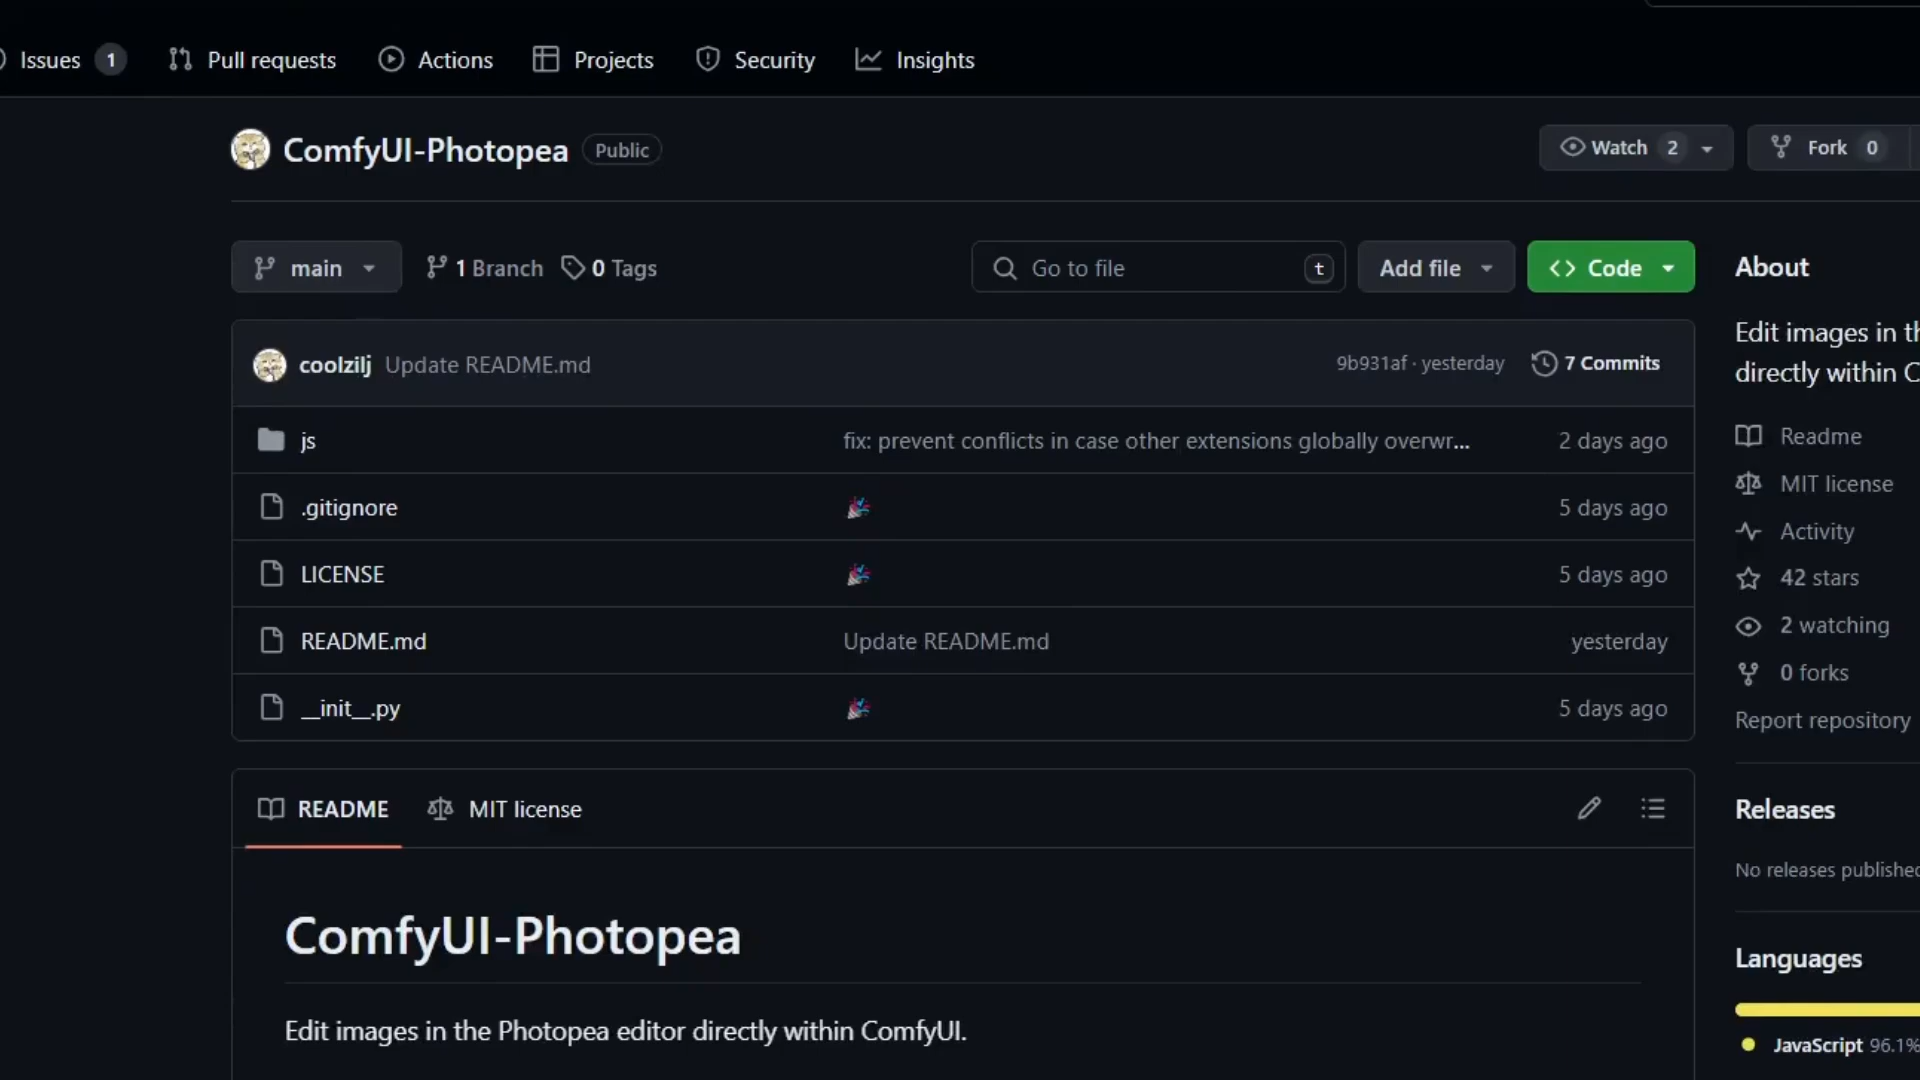 Issues 1 Pull requests Actions Projects Security Insights
ComfyUI-Photopea Public Watch 2 Fork 0
main 1 Branch 0 Tags Go to file t Add file Code
coolzilj Update README.md 9b931af · yesterday 7 Commits
js fix: prevent conflicts in case other extensions globally overwr... 2 days ago
.gitignore 5 days ago
LICENSE 5 days ago
README.md Update README.md yesterday
__init__.py 5 days ago
README MIT license
ComfyUI-Photopea
Edit images in the Photopea editor directly within ComfyUI.
About
Edit images in th
directly within C
Readme
MIT license
Activity
42 stars
2 watching
0 forks
Report repository
Releases
No releases published
Languages
JavaScript 96.1%